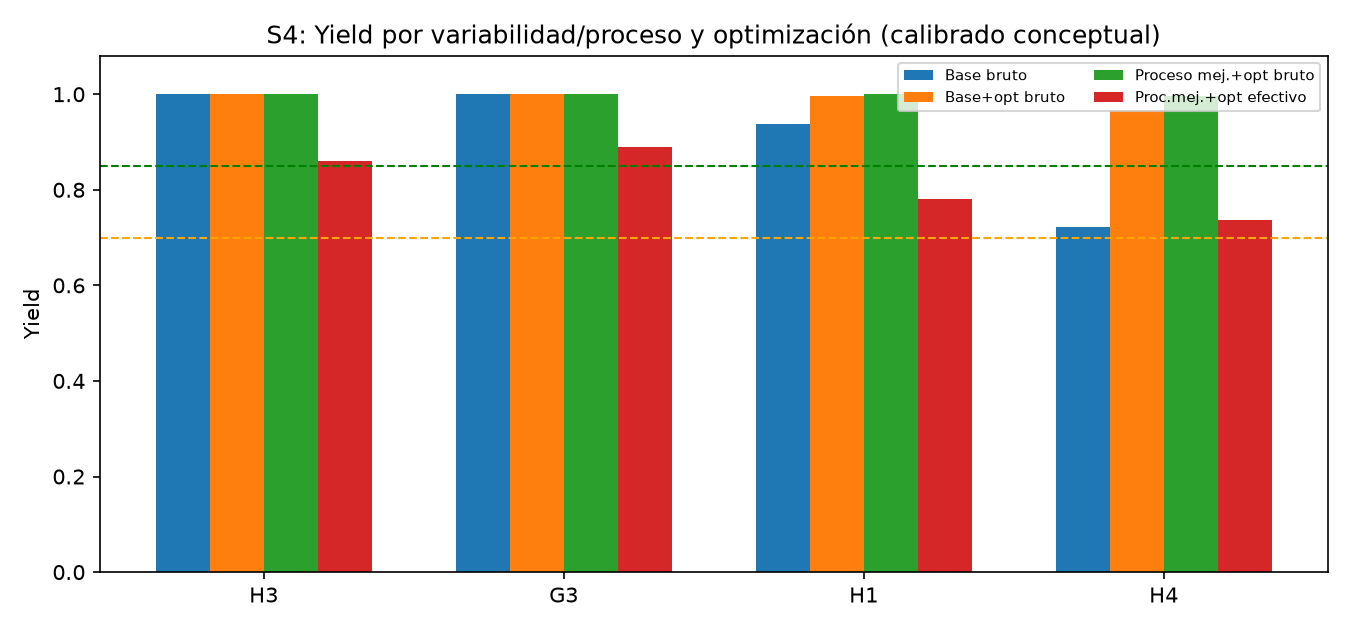 S4: Yield por variabilidad/proceso y optimización (calibrado conceptual)
Base bruto
Base+opt bruto
Proceso mej.+opt bruto
Proc.mej.+opt efectivo
Yield
1.0
0.8
0.6
0.4
0.2
0.0
H3
G3
H1
H4